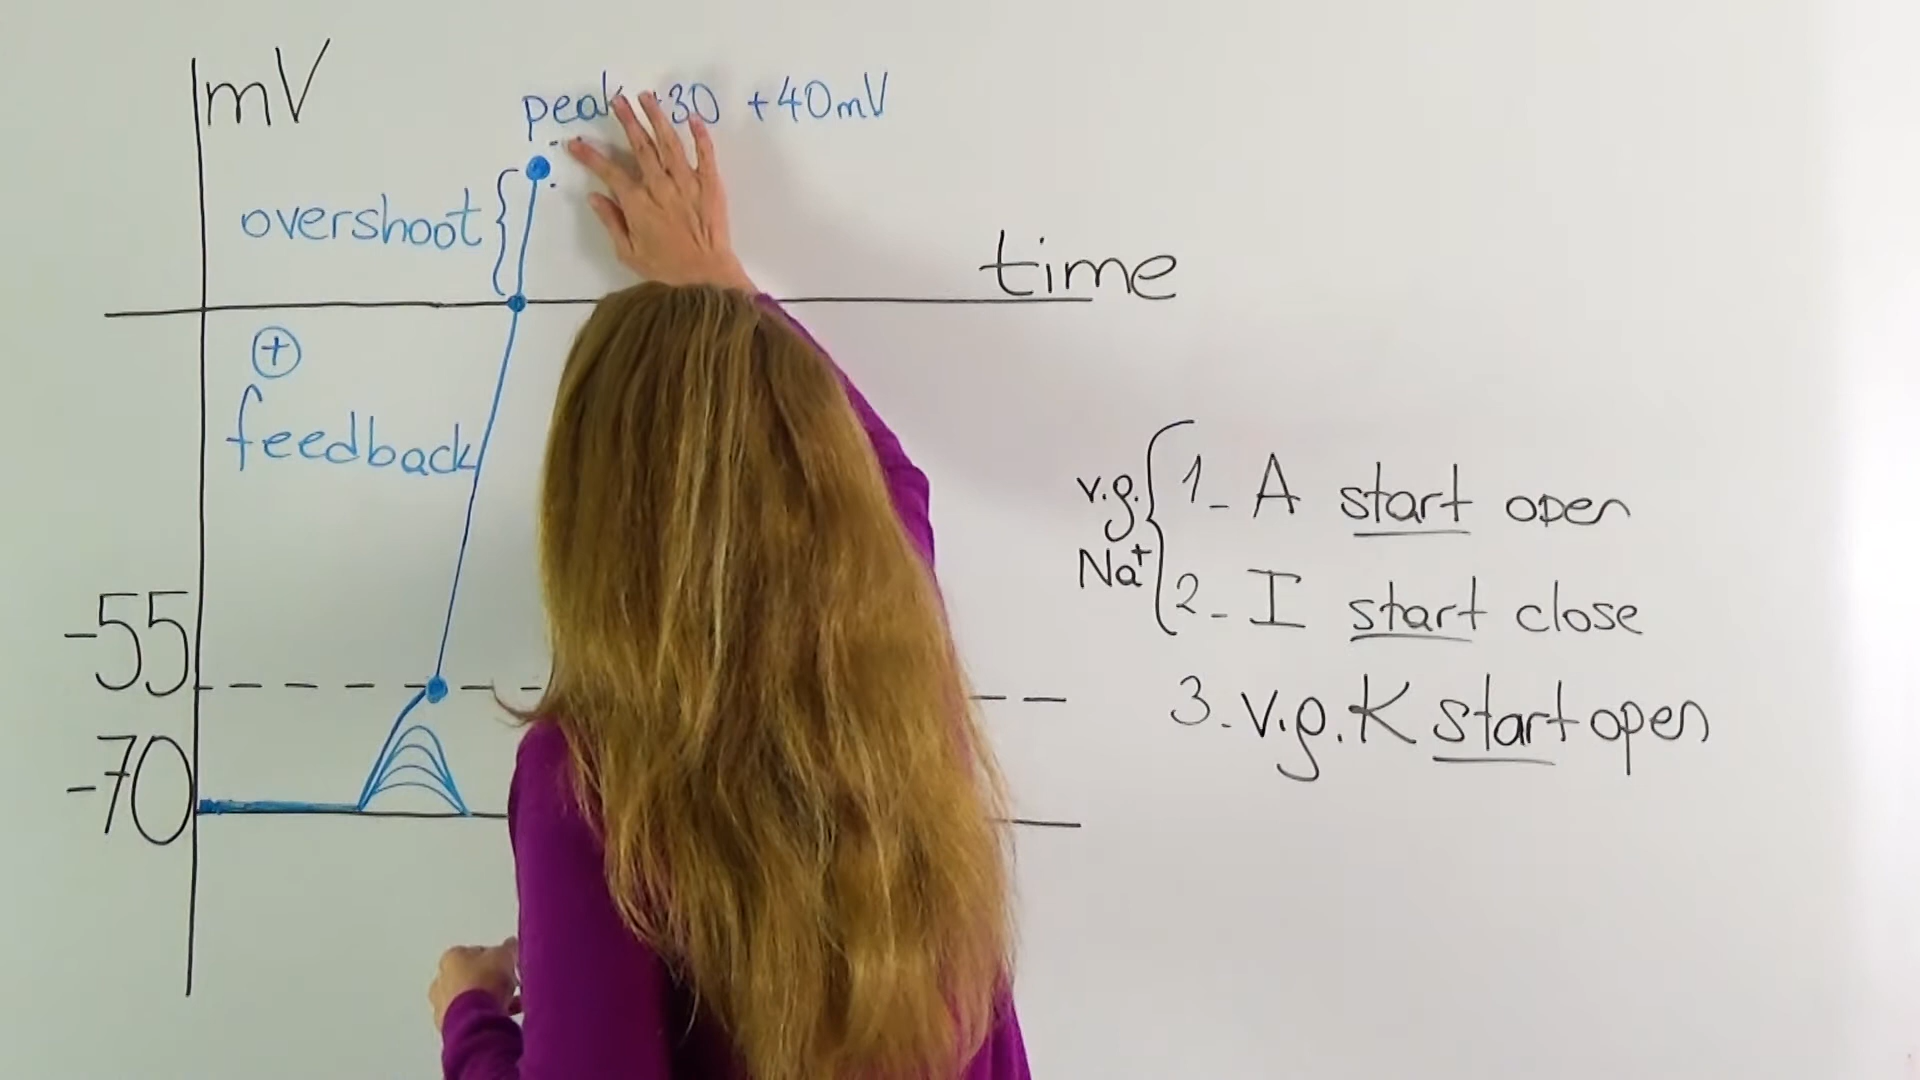 mV
peak +30 +40mV
overshoot
time
+
feedback
-55
-70
v.g. Na+
1- A start open
2- I start close
3. v.g. K start open